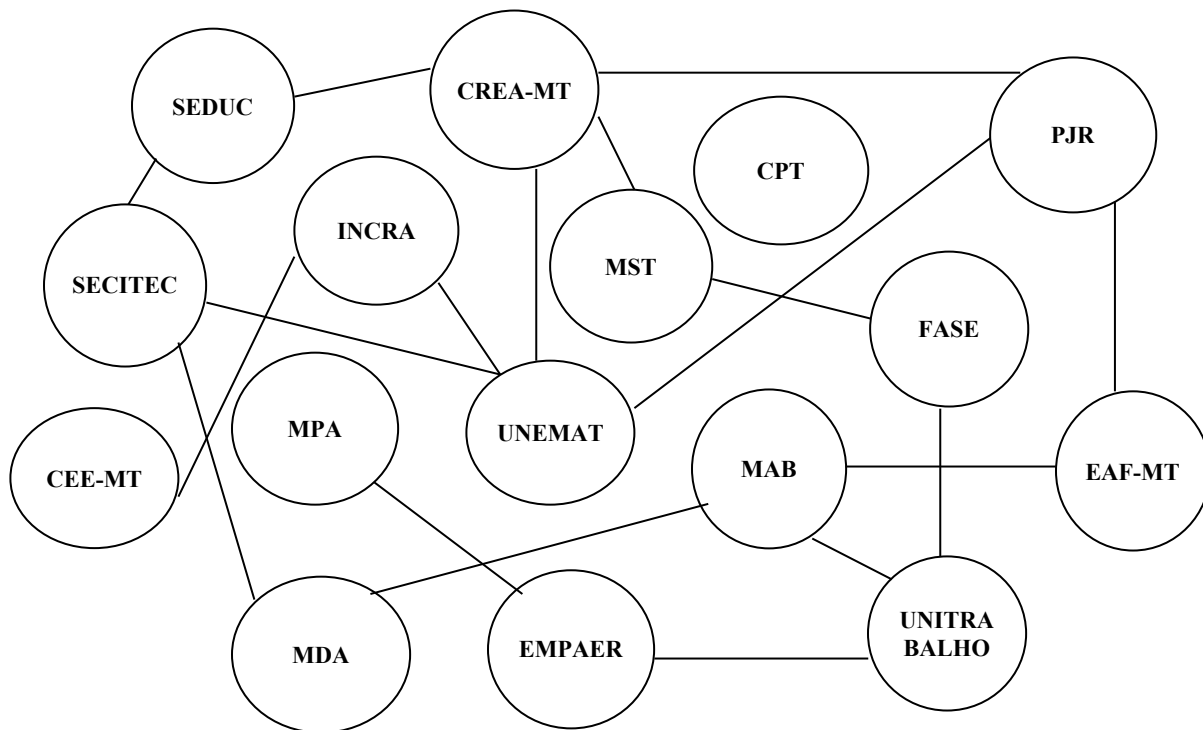 CREA-MT
SEDUC
PJR
CPT
INCRA
MST
SECITEC
FASE
MPA
UNEMAT
MAB
EAF-MT
CEE-MT
UNITRA
BALHO
EMPAER
MDA